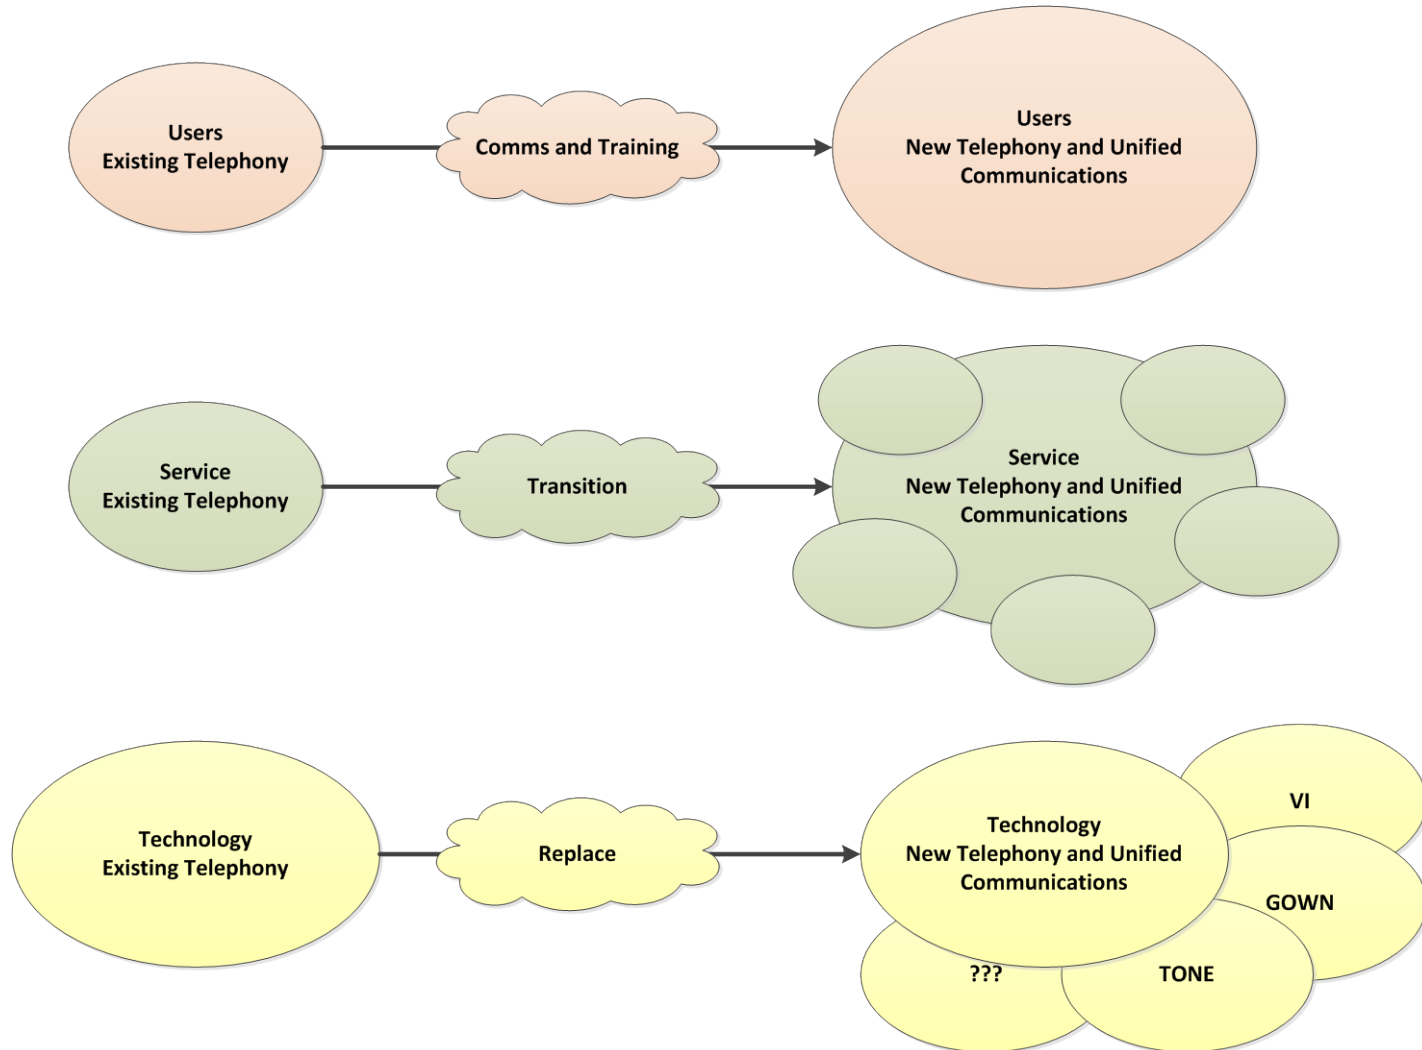 Users
Existing Telephony
Comms and Training
Users
New Telephony and Unified
Communications
Service
Existing Telephony
Transition
Service
New Telephony and Unified
Communications
Technology
Existing Telephony
Replace
Technology
New Telephony and Unified
Communications
VI
GOWN
TONE
???